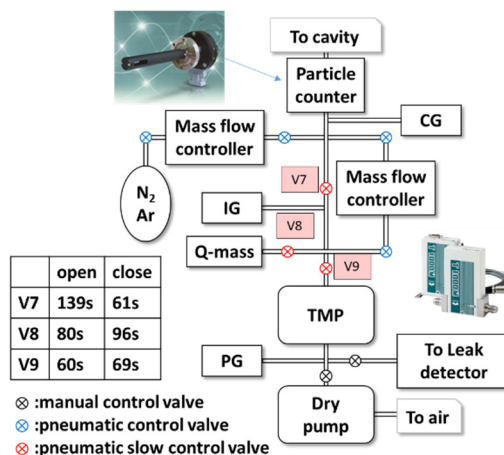 To cavity
Particle
counter
CG
Mass flow
controller
N₂
Ar
V7
Mass flow
controller
IG
V8
Q-mass
V9
open close
V7 139s 61s
V8 80s 96s
V9 60s 69s
TMP
PG
To Leak
detector
Dry
pump
To air
:manual control valve
:pneumatic control valve
:pneumatic slow control valve